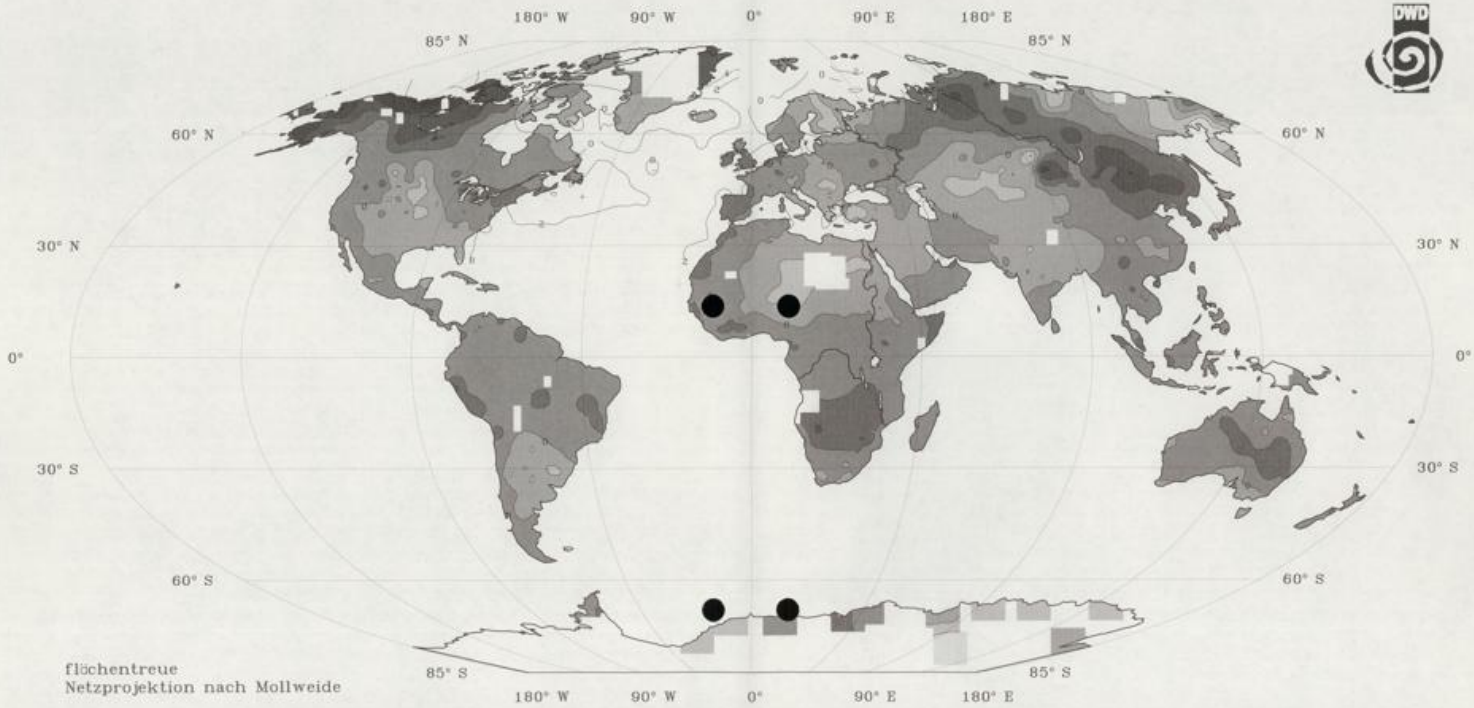 180° W 90° W 0° 90° E 180° E
85° N 85° N
DWD
60° N 60° N
30° N 30° N
0° 0°
30° S 30° S
60° S 60° S
85° S 85° S
flöchentreue
Netzprojektion nach Mollweide
180° W 90° W 0° 90° E 180° E